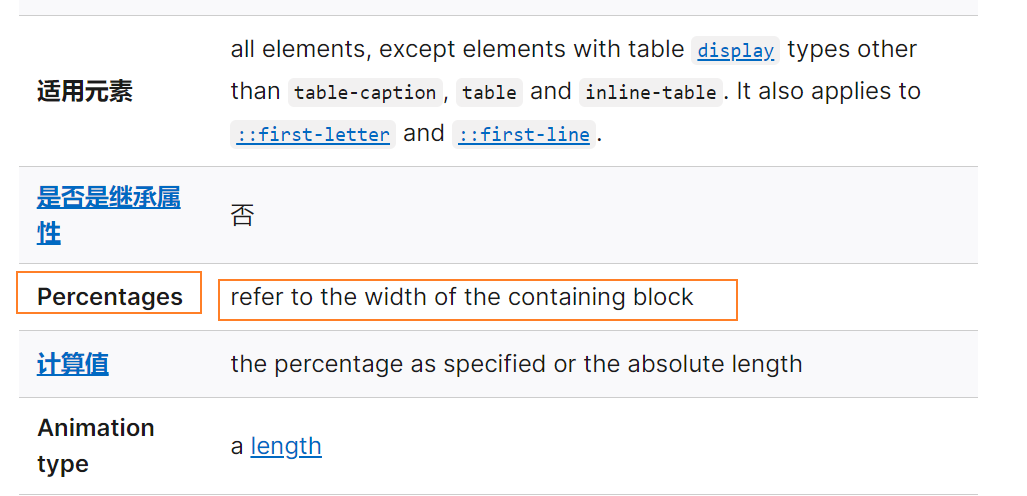 适用元素
all elements, except elements with table display types other
than table-caption, table and inline-table. It also applies to
::first-letter and ::first-line.
是否是继承属
性
否
Percentages
refer to the width of the containing block
计算值
the percentage as specified or the absolute length
Animation
type
a length